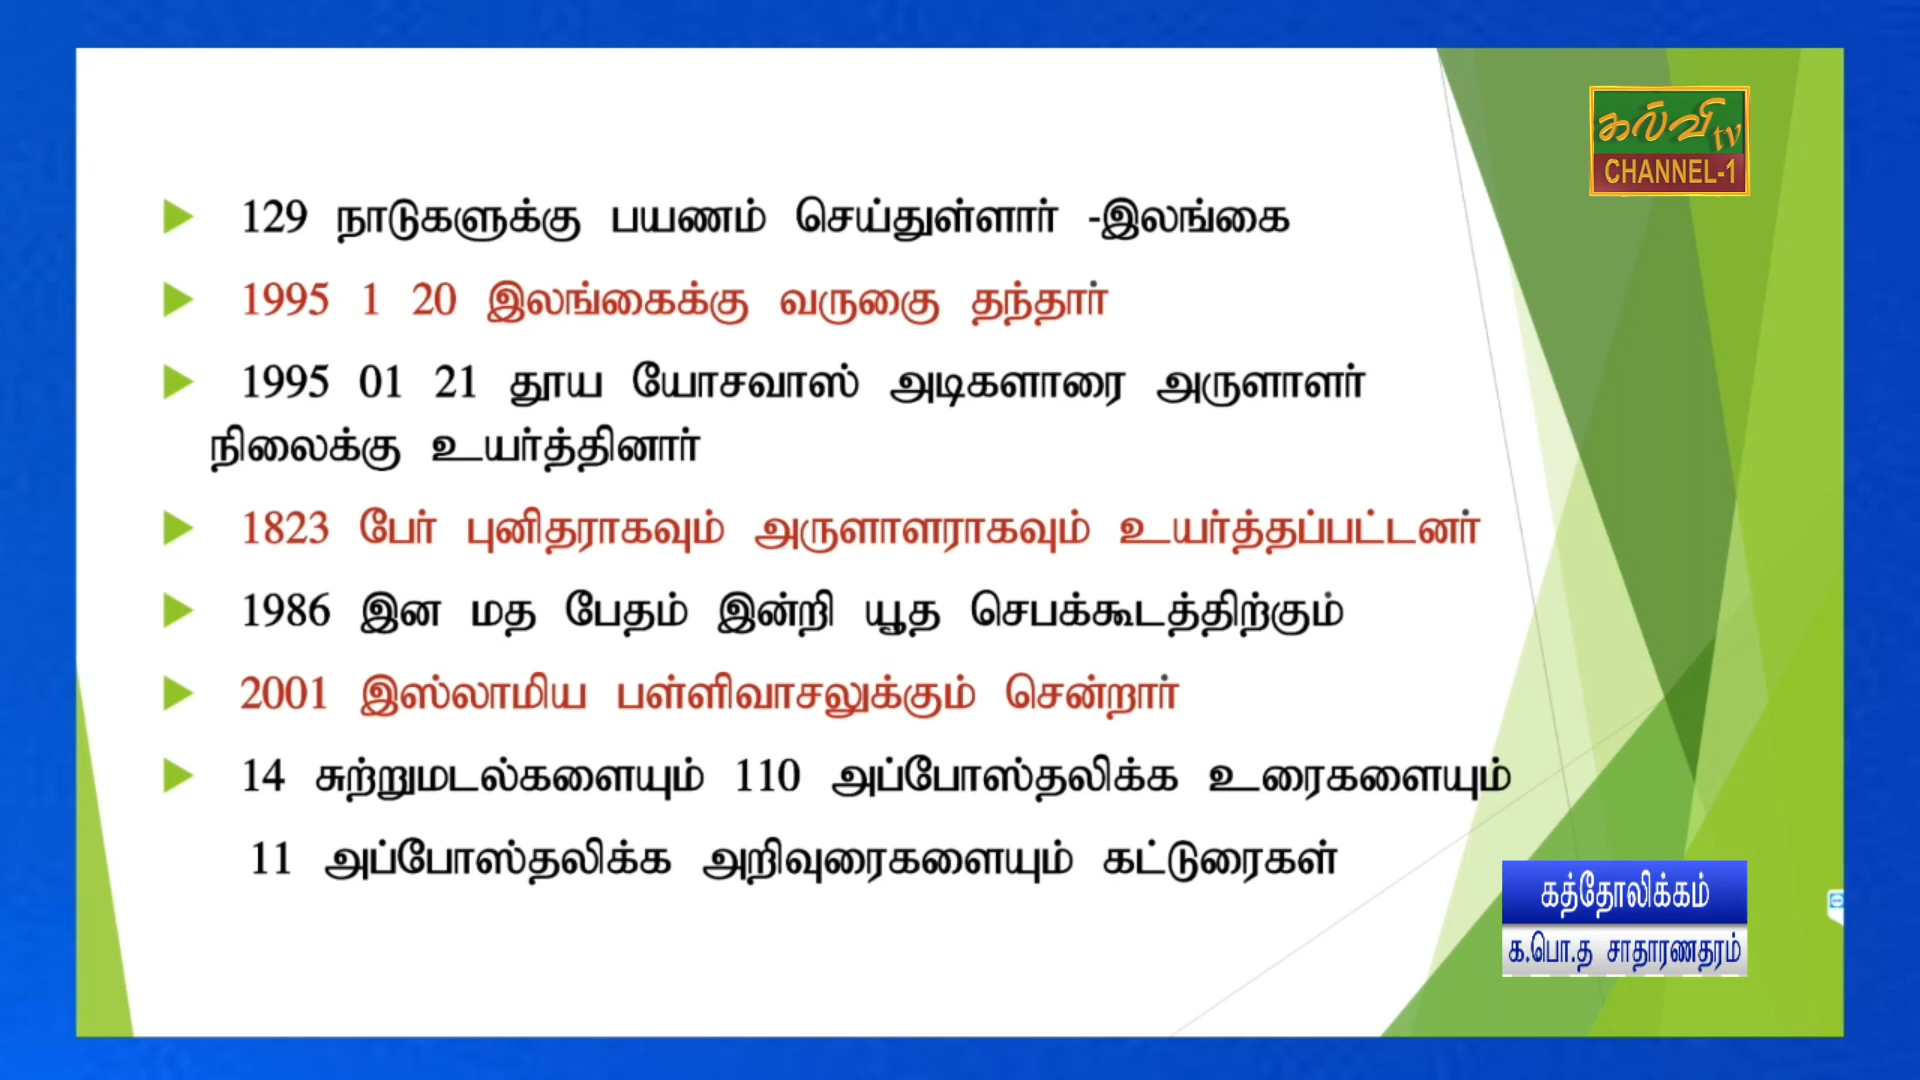 கல்வி tv
CHANNEL-1
129 நாடுகளுக்கு பயணம் செய்துள்ளார் -இலங்கை
1995 1 20 இலங்கைக்கு வருகை தந்தார்
1995 01 21 தூய யோசவாஸ் அடிகளாரை அருளாளர்
நிலைக்கு உயர்த்தினார்
1823 பேர் புனிதராகவும் அருளாளராகவும் உயர்த்தப்பட்டனர்
1986 இன மத பேதம் இன்றி யூத செபக்கூடத்திற்கும்
2001 இஸ்லாமிய பள்ளிவாசலுக்கும் சென்றார்
14 சுற்றுமடல்களையும் 110 அப்போஸ்தலிக்க உரைகளையும்
11 அப்போஸ்தலிக்க அறிவுரைகளையும் கட்டுரைகள்
கத்தோலிக்கம்
க.பொ.த சாதாரணதரம்